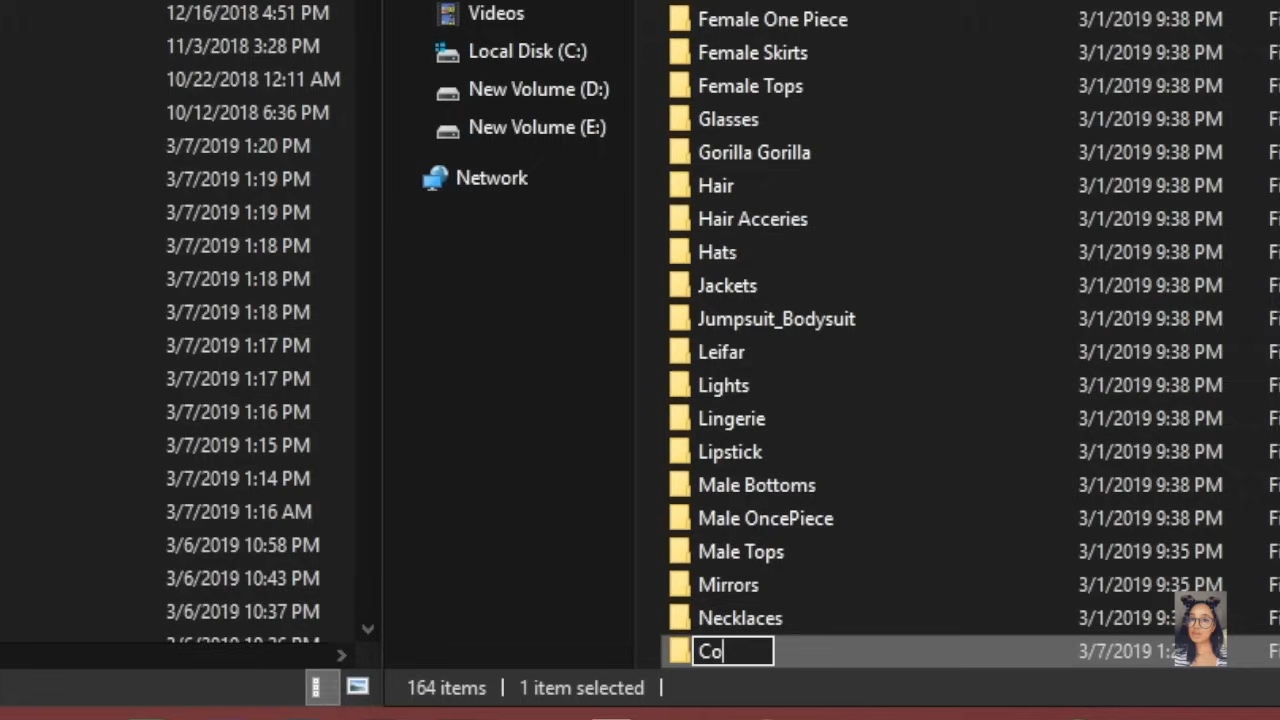 12/16/2018 4:51 PM
11/3/2018 3:28 PM
10/22/2018 12:11 AM
10/12/2018 6:36 PM
3/7/2019 1:20 PM
3/7/2019 1:19 PM
3/7/2019 1:19 PM
3/7/2019 1:18 PM
3/7/2019 1:18 PM
3/7/2019 1:18 PM
3/7/2019 1:17 PM
3/7/2019 1:17 PM
3/7/2019 1:16 PM
3/7/2019 1:15 PM
3/7/2019 1:14 PM
3/7/2019 1:16 AM
3/6/2019 10:58 PM
3/6/2019 10:43 PM
3/6/2019 10:37 PM
Videos
Local Disk (C:)
New Volume (D:)
New Volume (E:)
Network
Female One Piece 3/1/2019 9:38 PM
Female Skirts 3/1/2019 9:38 PM
Female Tops 3/1/2019 9:38 PM
Glasses 3/1/2019 9:38 PM
Gorilla Gorilla 3/1/2019 9:38 PM
Hair 3/1/2019 9:38 PM
Hair Acceries 3/1/2019 9:38 PM
Hats 3/1/2019 9:38 PM
Jackets 3/1/2019 9:38 PM
Jumpsuit_Bodysuit 3/1/2019 9:38 PM
Leifar 3/1/2019 9:38 PM
Lights 3/1/2019 9:38 PM
Lingerie 3/1/2019 9:38 PM
Lipstick 3/1/2019 9:38 PM
Male Bottoms 3/1/2019 9:38 PM
Male OncePiece 3/1/2019 9:38 PM
Male Tops 3/1/2019 9:35 PM
Mirrors 3/1/2019 9:35 PM
Necklaces 3/1/2019
Co 3/7/2019
164 items 1 item selected